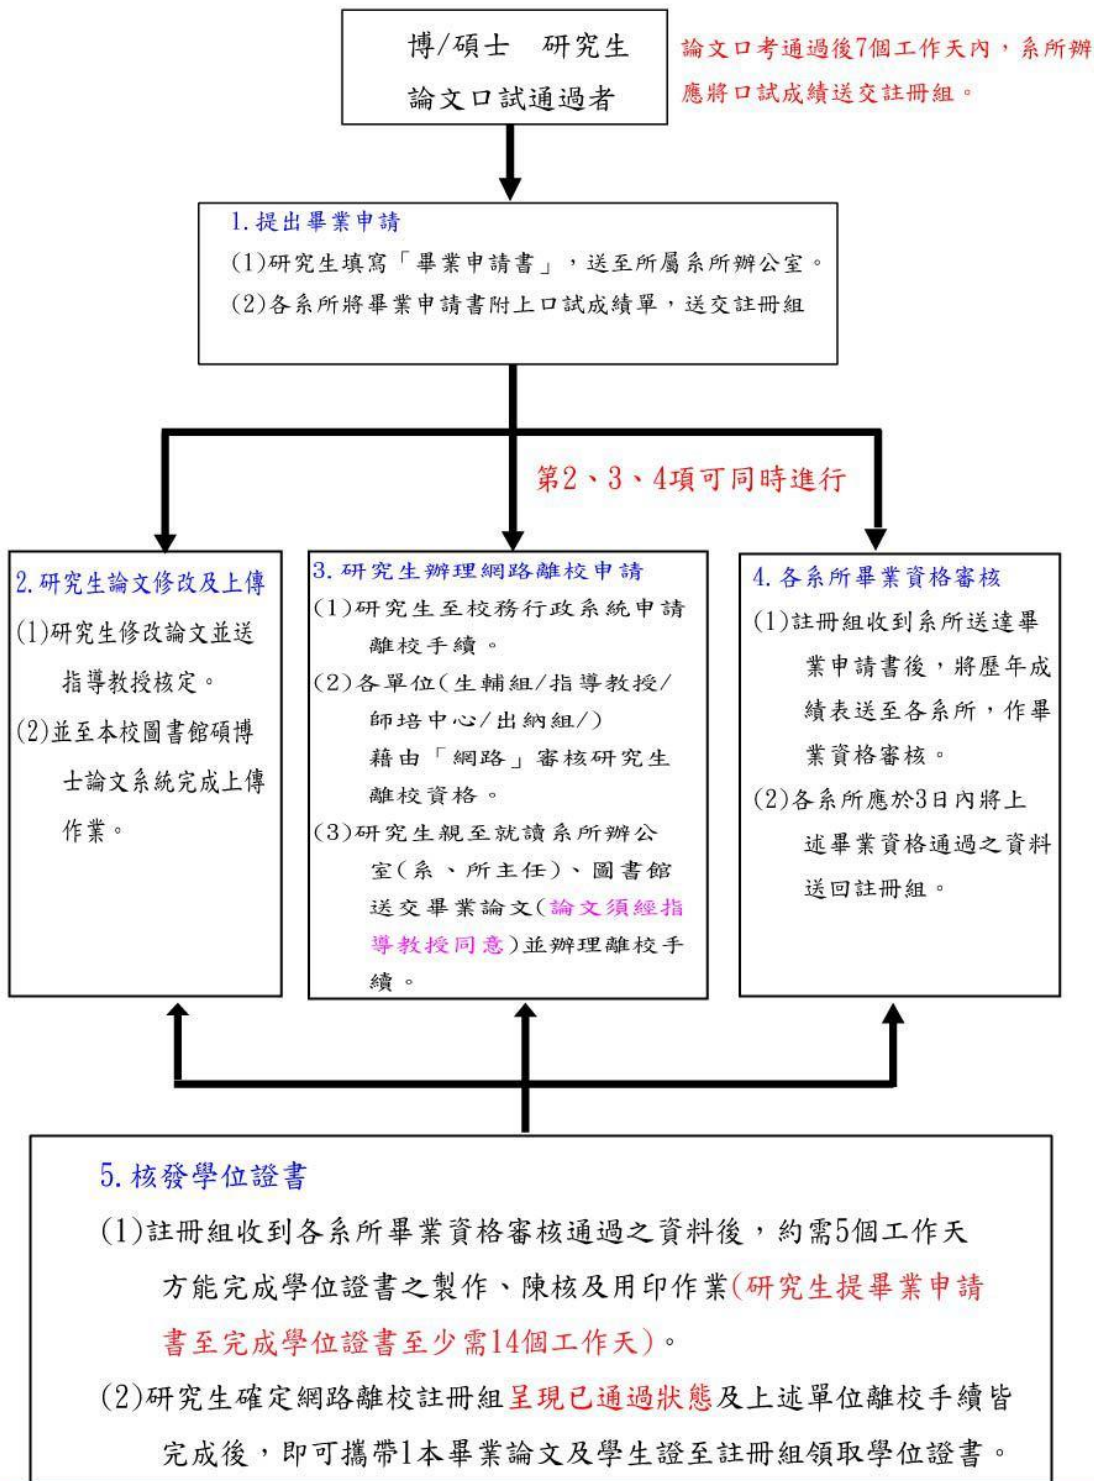 博/碩士　研究生
論文口試通過者
論文口考通過後7個工作天內，系所辦
應將口試成績送交註冊組。
1.提出畢業申請
(1)研究生填寫「畢業申請書」，送至所屬系所辦公室。
(2)各系所將畢業申請書附上口試成績單，送交註冊組
第2、3、4項可同時進行
2.研究生論文修改及上傳
(1)研究生修改論文並送
指導教授核定。
(2)並至本校圖書館碩博
士論文系統完成上傳
作業。
3.研究生辦理網路離校申請
(1)研究生至校務行政系統申請
離校手續。
(2)各單位(生輔組/指導教授/
師培中心/出納組/)
藉由「網路」審核研究生
離校資格。
(3)研究生親至就讀系所辦公
室(系、所主任)、圖書館
送交畢業論文(論文須經指
導教授同意)並辦理離校手
續。
4.各系所畢業資格審核
(1)註冊組收到系所送達畢
業申請書後，將歷年成
績表送至各系所，作畢
業資格審核。
(2)各系所應於3日內將上
述畢業資格通過之資料
送回註冊組。
5.核發學位證書
(1)註冊組收到各系所畢業資格審核通過之資料後，約需5個工作天
方能完成學位證書之製作、陳核及用印作業(研究生提畢業申請
書至完成學位證書至少需14個工作天)。
(2)研究生確定網路離校註冊組呈現已通過狀態及上述單位離校手續皆
完成後，即可攜帶1本畢業論文及學生證至註冊組領取學位證書。